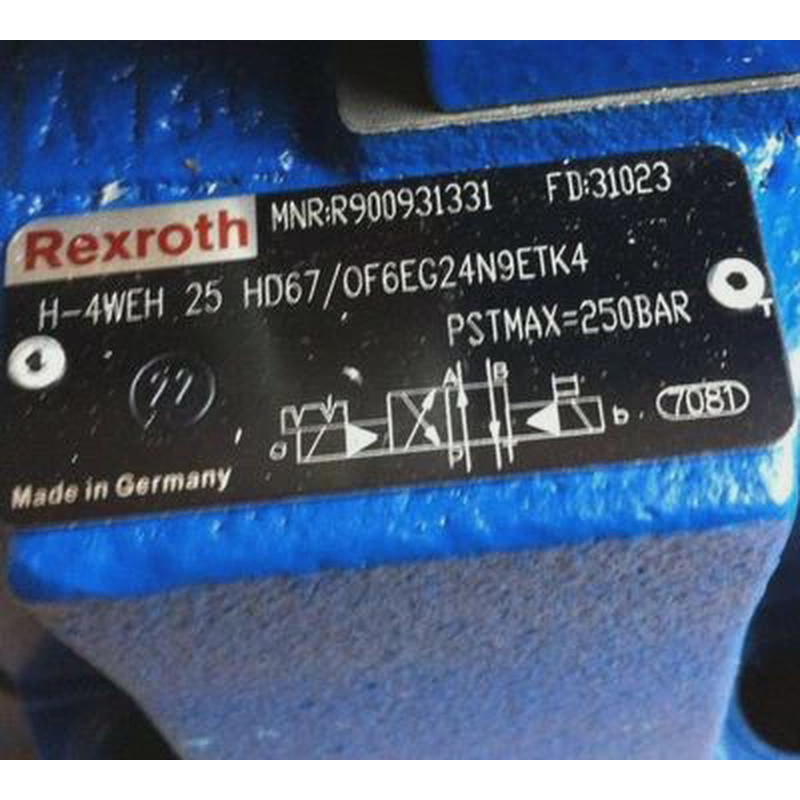 Rexroth MNR:R900931331 FD:31023
H-4WEH 25 HD67/OF6EG24N9ETK4
PSTMAX=250BAR
A B
a b 7081
P T
Made in Germany